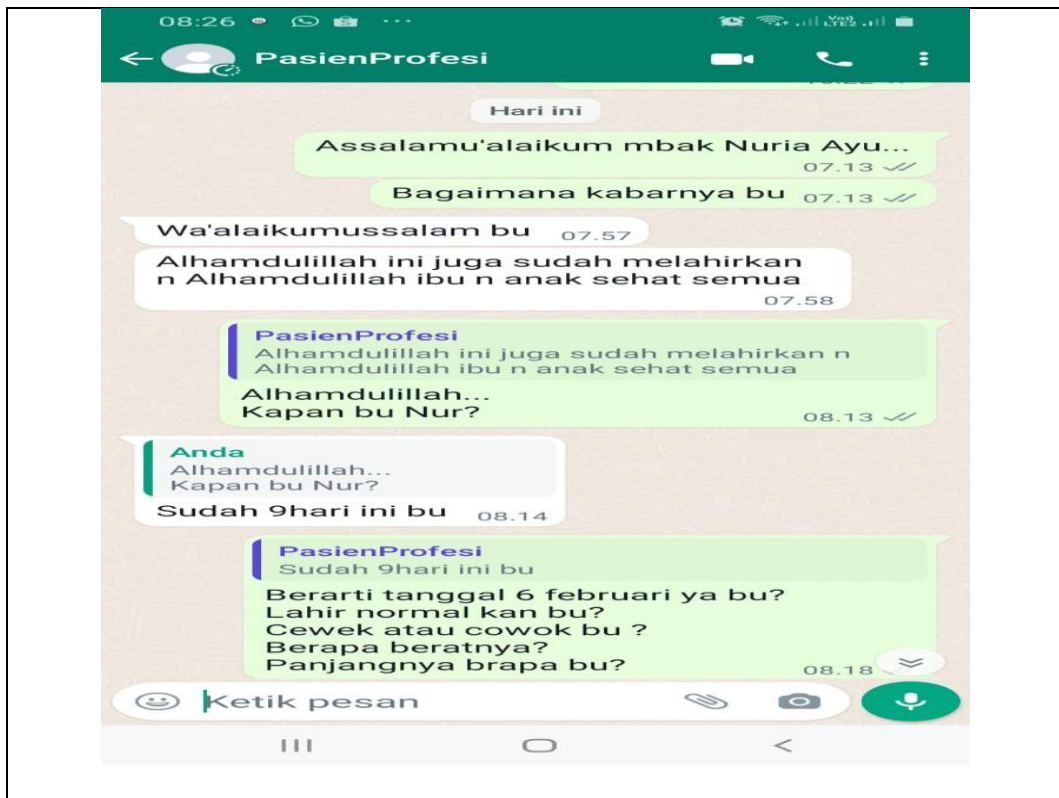 08:26
PasienProfesi
Hari ini
Assalamu'alaikum mbak Nuria Ayu...
07.13
Bagaimana kabarnya bu 07.13
Wa'alaikumussalam bu 07.57
Alhamdulillah ini juga sudah melahirkan
n Alhamdulillah ibu n anak sehat semua
07.58
PasienProfesi
Alhamdulillah ini juga sudah melahirkan n
Alhamdulillah ibu n anak sehat semua
Alhamdulillah...
Kapan bu Nur?
08.13
Anda
Alhamdulillah...
Kapan bu Nur?
Sudah 9hari ini bu 08.14
PasienProfesi
Sudah 9hari ini bu
Berarti tanggal 6 februari ya bu?
Lahir normal kan bu?
Cewek atau cowok bu ?
Berapa beratnya?
Panjangnya brapa bu?
08.18
Ketik pesan